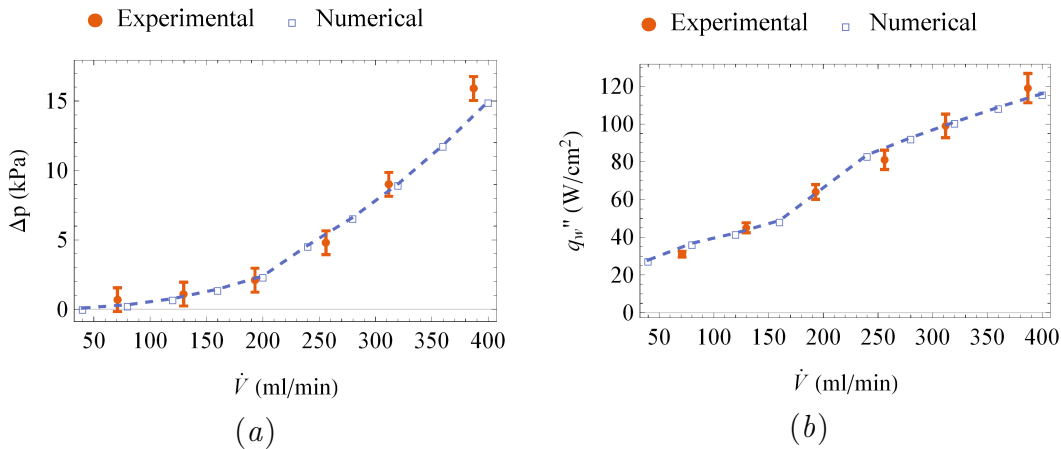 Experimental Numerical
Δp (kPa)
15
10
5
0
50 100 150 200 250 300 350 400
V̇ (ml/min)
(a)
Experimental Numerical
q_w" (W/cm²)
120
100
80
60
40
20
0
50 100 150 200 250 300 350 400
V̇ (ml/min)
(b)